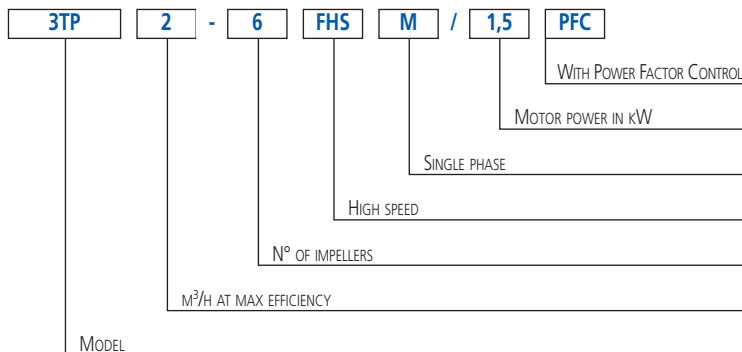 3TP 2 - 6 FHS M / 1,5 PFC
With Power Factor Control
Motor power in kW
Single phase
High speed
N° of impellers
m³/h at max efficiency
Model